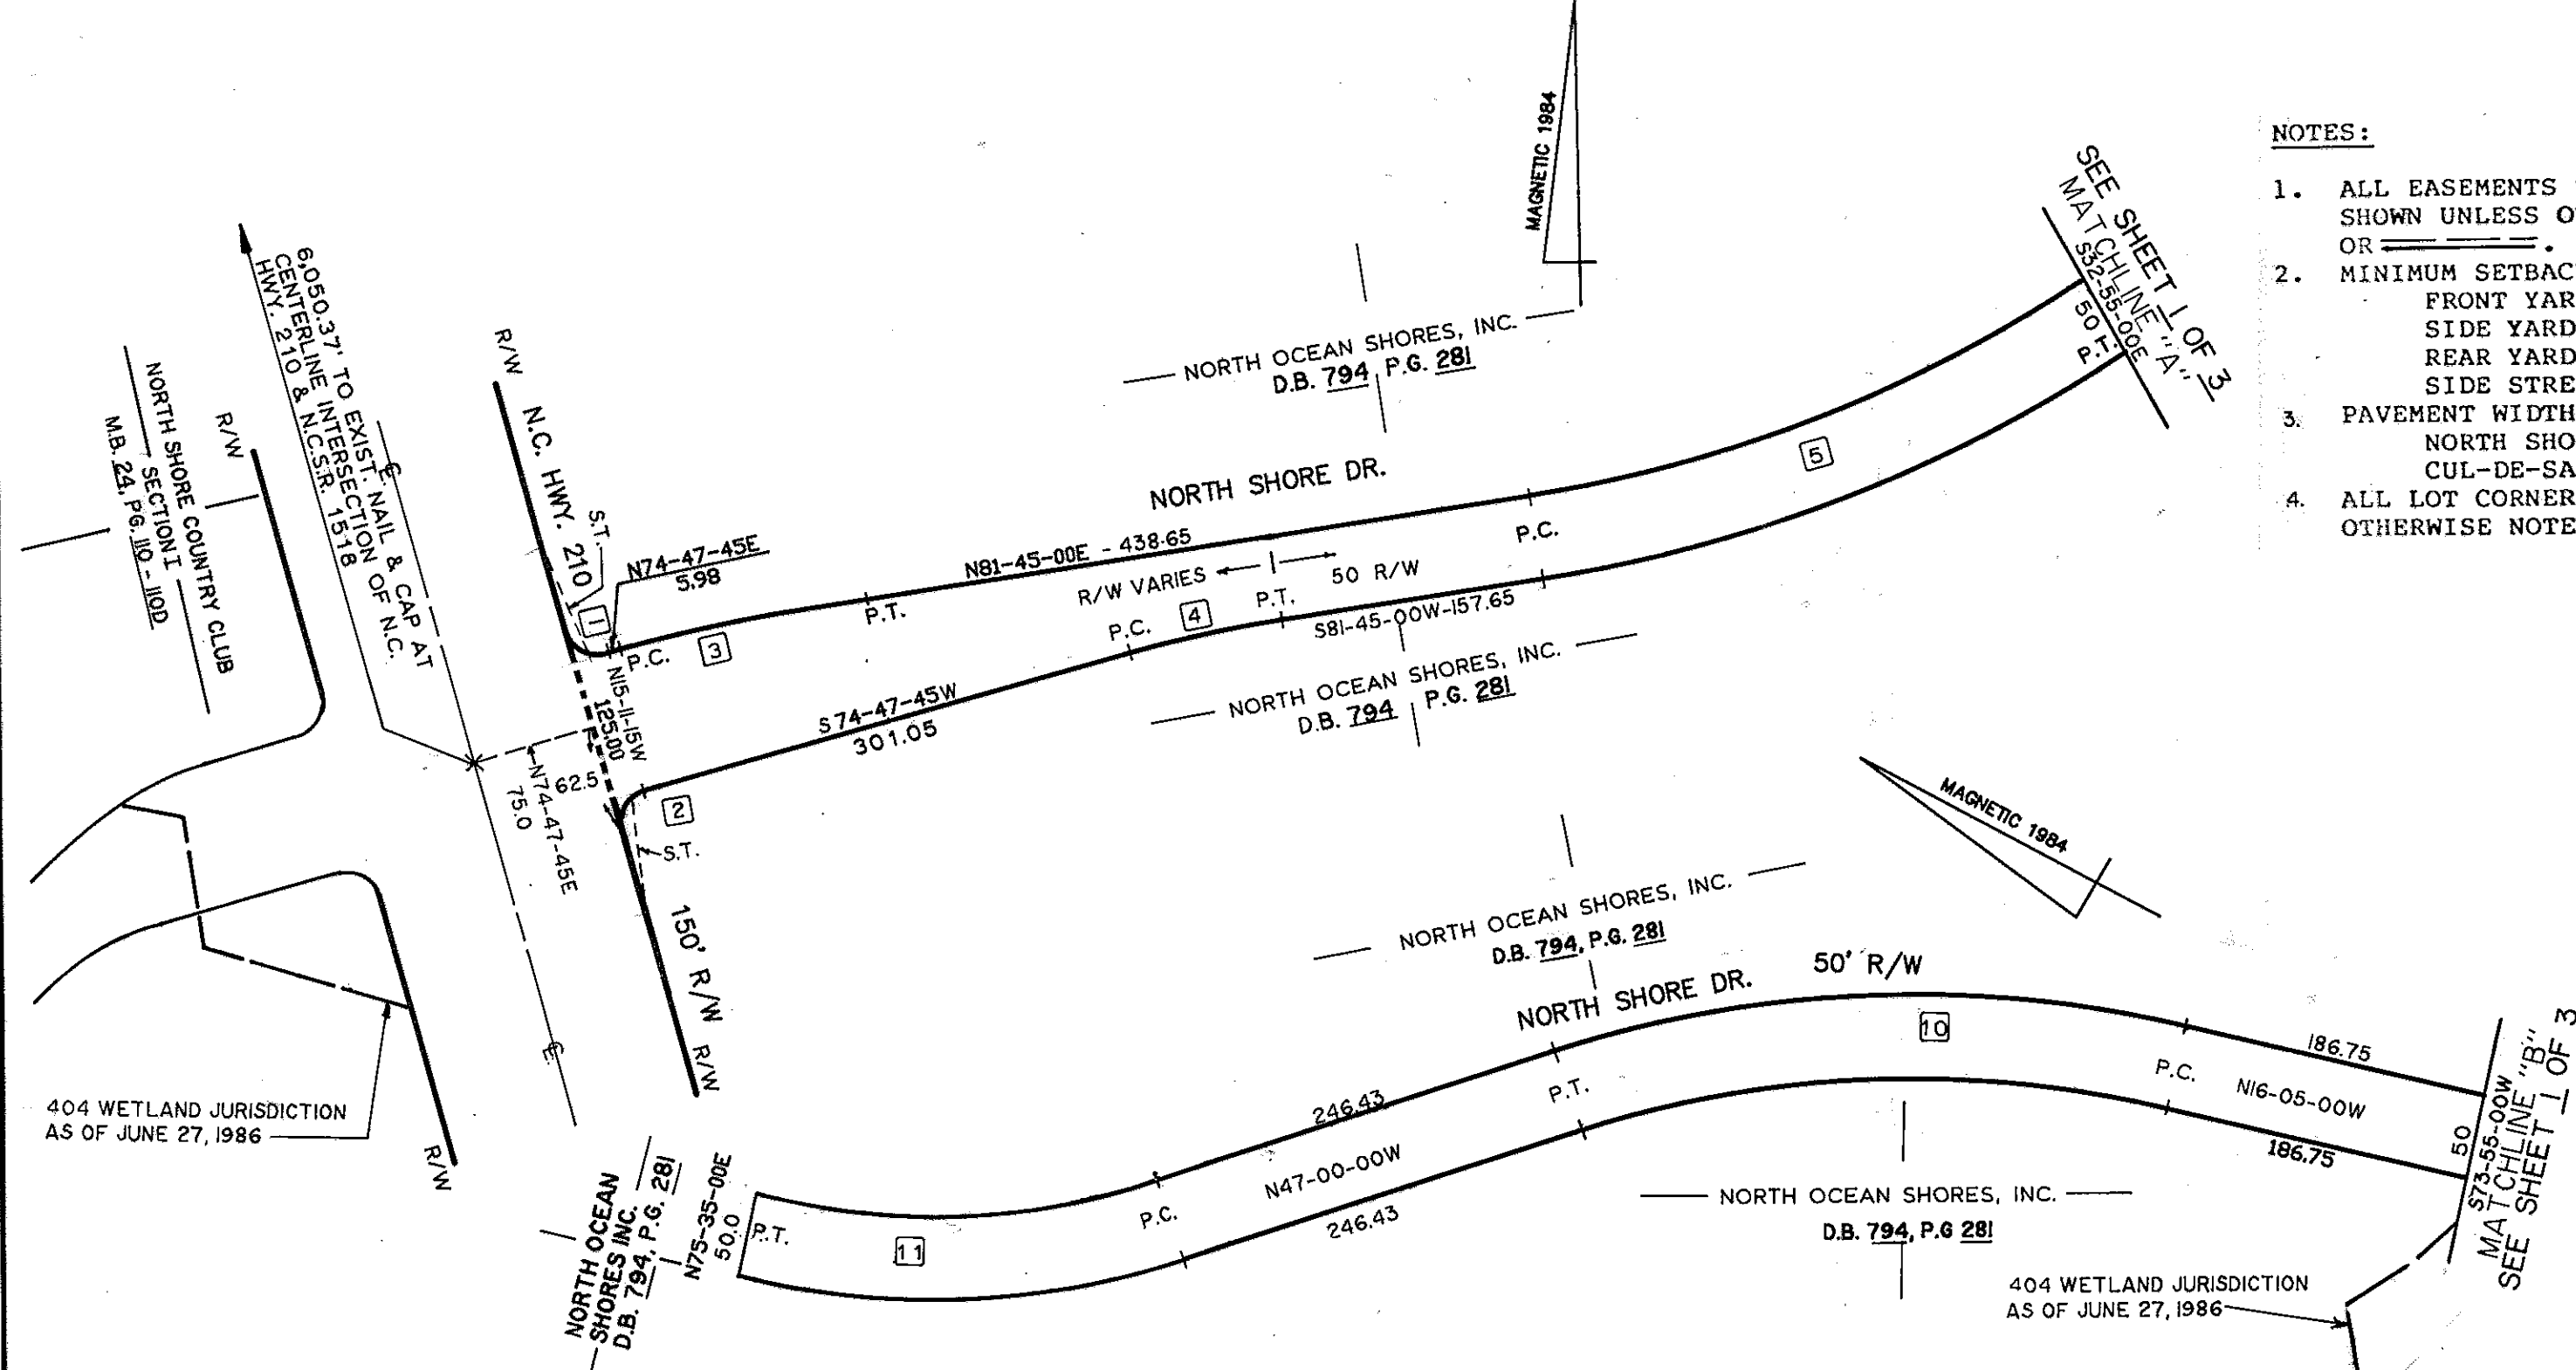 MAGNETIC 1984
NOTES:
1. ALL EASEMENTS
SHOWN UNLESS
OR
2. MINIMUM SETBAC
FRONT YAR
SIDE YARD
REAR YARD
SIDE STRE
3. PAVEMENT WIDTH
NORTH SHO
CUL-DE-SA
4. ALL LOT CORNER
OTHERWISE NOTE
SEE SHEET 1 OF 3
MATCHLINE "A"
S32-55-00E
50
P.T.
6,050.37' TO EXIST. NAIL & CAP AT
CENTERLINE INTERSECTION OF N.C.
HWY. 210 & N.C.S.R. 1518
NORTH SHORE COUNTRY CLUB
SECTION I
M.B. 24, PG. 110 - 110D
R/W
R/W
N.C. HWY. 210
S.T.
1
N74-47-45E
5.98
P.C.
3
P.T.
N81-45-00E - 438.65
NORTH SHORE DR.
NORTH OCEAN SHORES, INC.
D.B. 794, P.G. 281
R/W VARIES
50 R/W
P.C.
5
P.C.
4
P.T.
S81-45-00W-157.65
NORTH OCEAN SHORES, INC.
D.B. 794 P.G. 281
S74-47-45W
301.05
N15-11-15W
125.00
62.5
N74-47-45E
75.0
2
S.T.
150' R/W
R/W
R/W
404 WETLAND JURISDICTION
AS OF JUNE 27, 1986
MAGNETIC 1984
NORTH OCEAN SHORES, INC.
D.B. 794, P.G. 281
NORTH SHORE DR. 50' R/W
10
186.75
P.C.
N16-05-00W
186.75
50
S73-55-00W
MATCHLINE "B"
SEE SHEET 1 OF 3
246.43
P.T.
N47-00-00W
P.C.
246.43
11
P.T.
N75-35-00E
50.0
NORTH OCEAN
SHORES INC.
D.B. 794, P.G. 281
NORTH OCEAN SHORES, INC.
D.B. 794, P.G 281
404 WETLAND JURISDICTION
AS OF JUNE 27, 1986